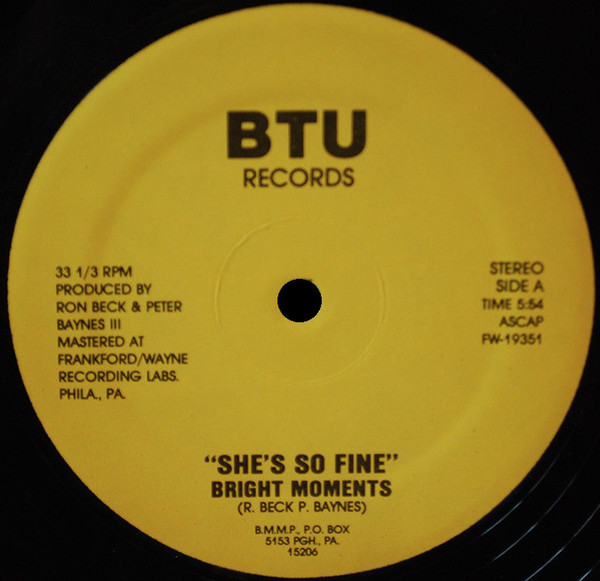 BTU
RECORDS
33 1/3 RPM
PRODUCED BY
RON BECK & PETER
BAYNES III
MASTERED AT
FRANKFORD/WAYNE
RECORDING LABS.
PHILA., PA.
STEREO
SIDE A
TIME 5:54
ASCAP
FW-19351
"SHE'S SO FINE"
BRIGHT MOMENTS
(R. BECK P. BAYNES)
B.M.M.P., P.O. BOX
5153 PGH., PA.
15206